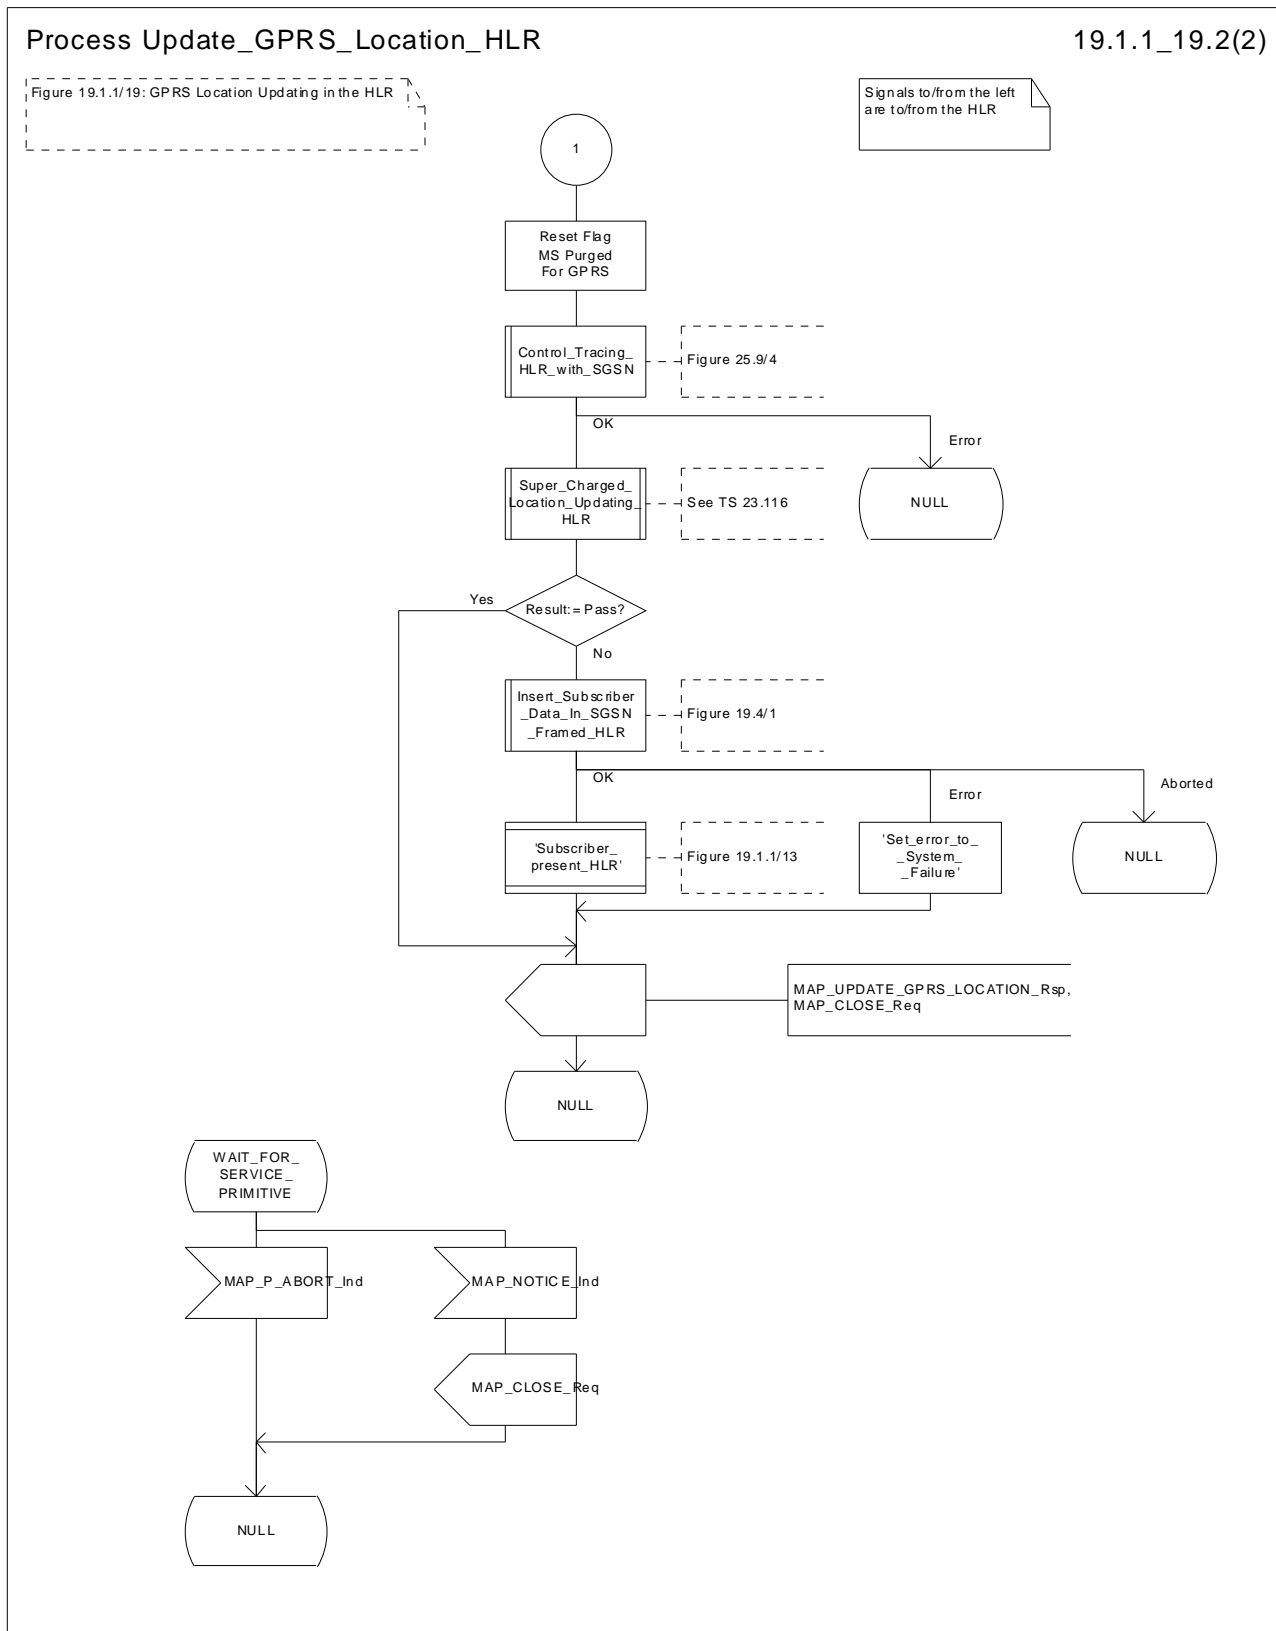 Process Update_GPRS_Location_HLR
19.1.1_19.2(2)
Figure 19.1.1/19: GPRS Location Updating in the HLR
Signals to/from the left
are to/from the HLR
1
Reset Flag
MS Purged
For GPRS
Control_Tracing_
HLR_with_SGSN
Figure 25.9/4
OK
Error
Super_Charged_
Location_Updating_
HLR
See TS 23.116
NULL
Yes
Result:= Pass?
No
Insert_Subscriber
_Data_In_SGSN
_Framed_HLR
Figure 19.4/1
OK
Error
Aborted
'Subscriber_
present_HLR'
Figure 19.1.1/13
'Set_error_to_
_System_
_Failure'
NULL
MAP_UPDATE_GPRS_LOCATION_Rsp,
MAP_CLOSE_Req
NULL
WAIT_FOR_
SERVICE_
PRIMITIVE
MAP_P_ABORT_Ind
MAP_NOTICE_Ind
MAP_CLOSE_Req
NULL